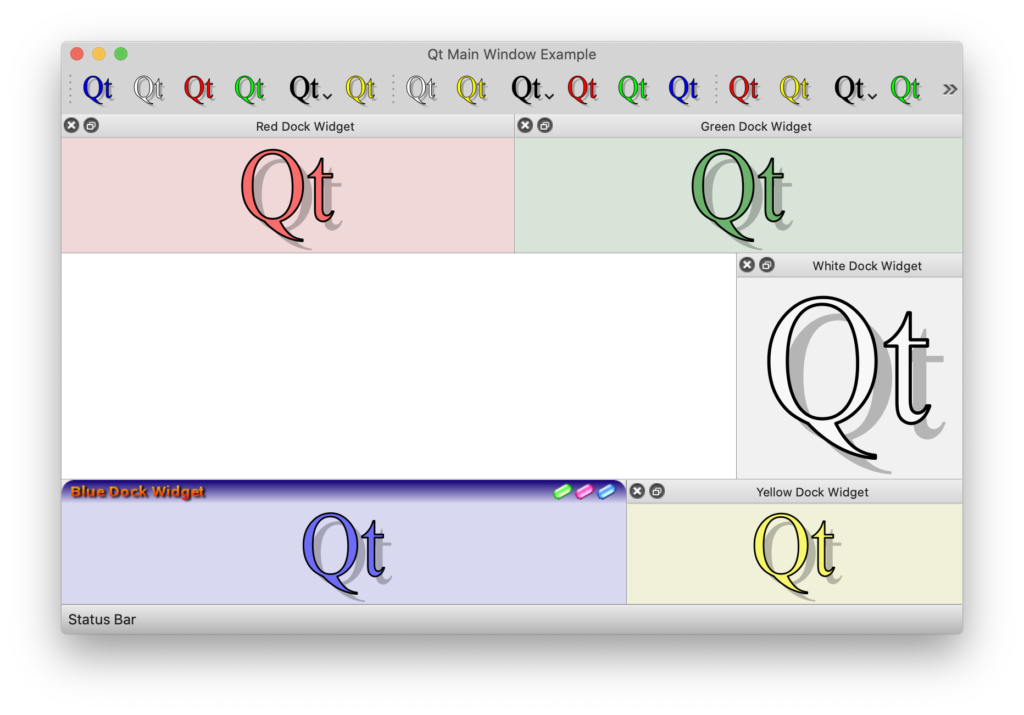 Qt Main Window Example
Qt Qt Qt Qt Qt Qt Qt Qt Qt Qt Qt Qt Qt Qt Qt Qt
Red Dock Widget
Green Dock Widget
Qt
Qt
White Dock Widget
Qt
Blue Dock Widget
Yellow Dock Widget
Qt
Qt
Status Bar